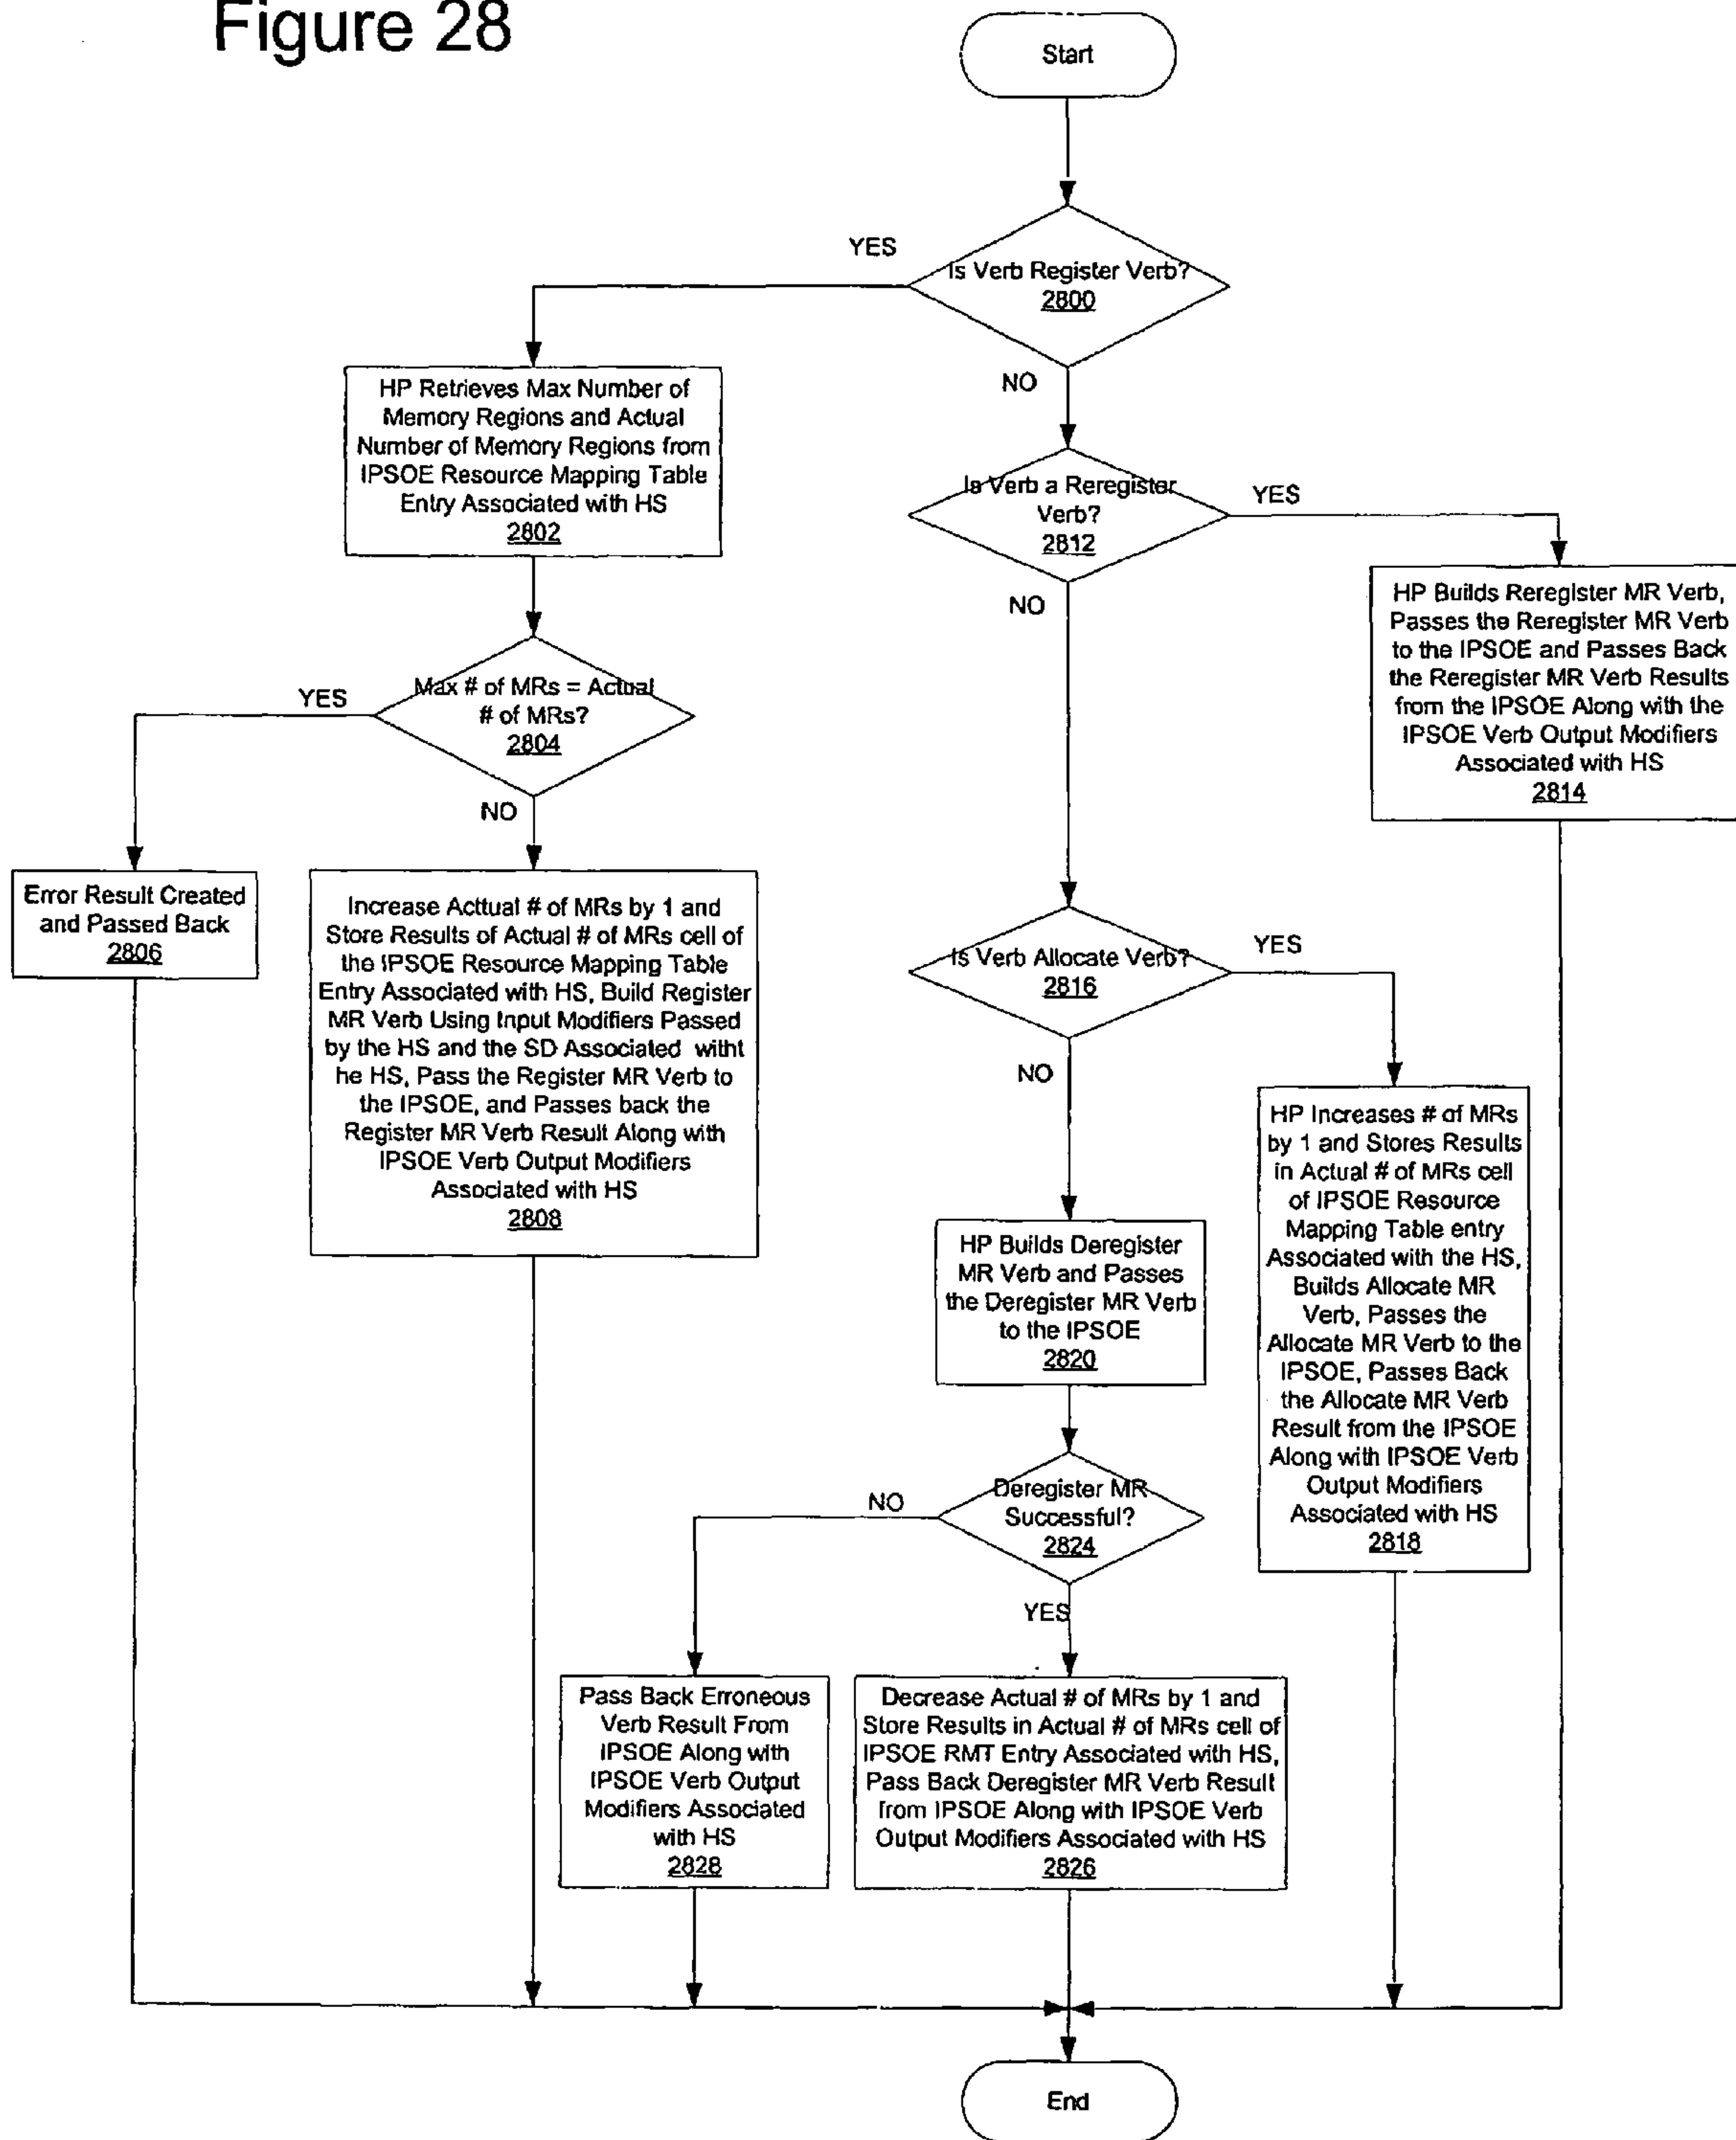 Figure 28
Start
Is Verb Register Verb?
2800
YES
NO
HP Retrieves Max Number of
Memory Regions and Actual
Number of Memory Regions from
IPSOE Resource Mapping Table
Entry Associated with HS
2802
Max # of MRs = Actual
# of MRs?
2804
YES
NO
Error Result Created
and Passed Back
2806
Increase Acttual # of MRs by 1 and
Store Results of Actual # of MRs cell of
the IPSOE Resource Mapping Table
Entry Associated with HS, Build Register
MR Verb Using Input Modifiers Passed
by the HS and the SD Associated witht
he HS, Pass the Register MR Verb to
the IPSOE, and Passes back the
Register MR Verb Result Along with
IPSOE Verb Output Modifiers
Associated with HS
2808
Is Verb a Reregister
Verb?
2812
YES
NO
HP Builds Reregister MR Verb,
Passes the Reregister MR Verb
to the IPSOE and Passes Back
the Reregister MR Verb Results
from the IPSOE Along with the
IPSOE Verb Output Modifiers
Associated with HS
2814
Is Verb Allocate Verb?
2816
YES
NO
HP Increases # of MRs
by 1 and Stores Results
in Actual # of MRs cell
of IPSOE Resource
Mapping Table entry
Associated with the HS,
Builds Allocate MR
Verb, Passes the
Allocate MR Verb to the
IPSOE, Passes Back
the Allocate MR Verb
Result from the IPSOE
Along with IPSOE Verb
Output Modifiers
Associated with HS
2818
HP Builds Deregister
MR Verb and Passes
the Deregister MR Verb
to the IPSOE
2820
Deregister MR
Successful?
2824
NO
YES
Pass Back Erroneous
Verb Result From
IPSOE Along with
IPSOE Verb Output
Modifiers Associated
with HS
2828
Decrease Actual # of MRs by 1 and
Store Results in Actual # of MRs cell of
IPSOE RMT Entry Associated with HS,
Pass Back Deregister MR Verb Result
from IPSOE Along with IPSOE Verb
Output Modifiers Associated with HS
2826
End